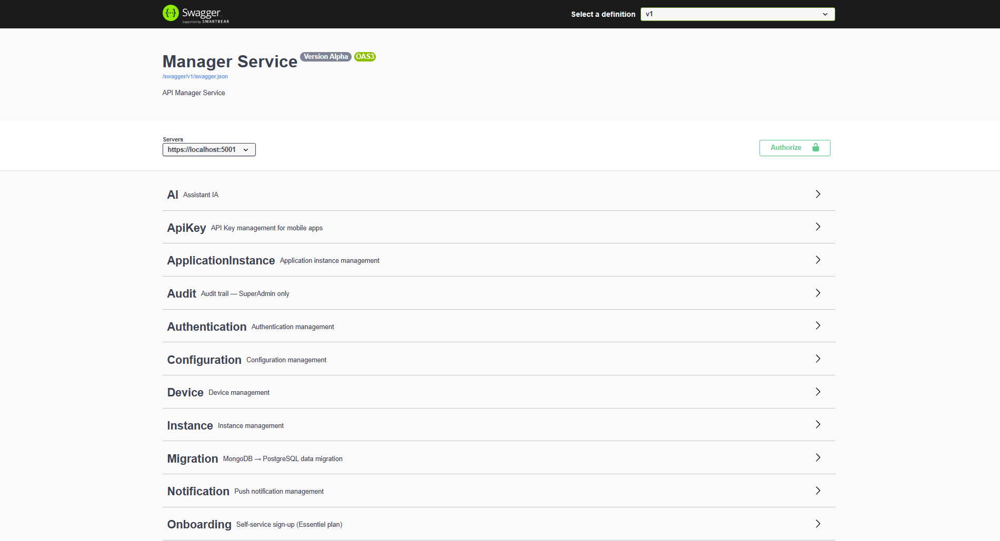 Swagger
Supported by SMARTBEAR
Select a definition
v1
Manager Service Version Alpha OAS3
/swagger/v1/swagger.json
API Manager Service
Servers
https://localhost:5001
Authorize
AI Assistant IA
ApiKey API Key management for mobile apps
ApplicationInstance Application instance management
Audit Audit trail — SuperAdmin only
Authentication Authentication management
Configuration Configuration management
Device Device management
Instance Instance management
Migration MongoDB → PostgreSQL data migration
Notification Push notification management
Onboarding Self-service sign-up (Essentiel plan)